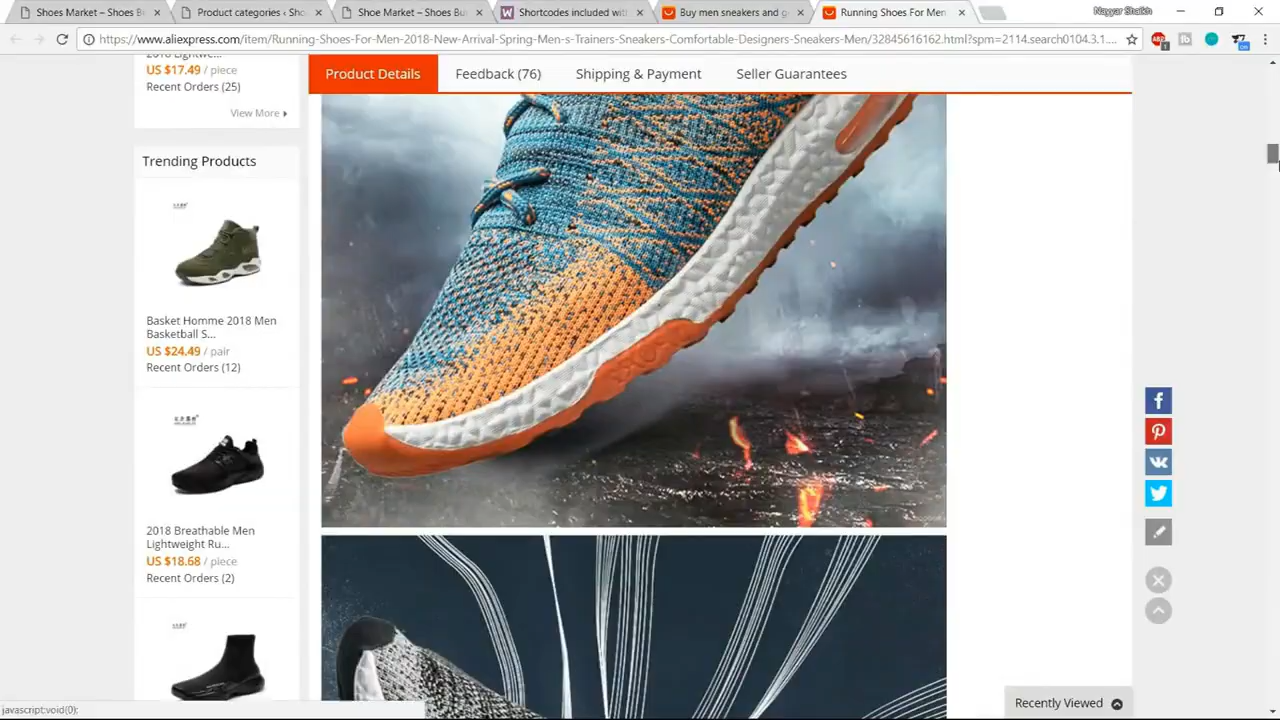 Shoes Market – Shoes B
Product categories ‹ Sho
Shoe Market – Shoes Bu
Shortcodes included wit
Buy men sneakers and g
Running Shoes For Men
Nayyar Shaikh
https://www.aliexpress.com/item/Running-Shoes-For-Men-2018-New-Arrival-Spring-Men-s-Trainers-Sneakers-Comfortable-Designers-Sneakers-Men/32845616162.html?spm=2114.search0104.3.1....
2018 Lightwe...
US $17.49 / piece
Recent Orders (25)
View More
Product Details
Feedback (76)
Shipping & Payment
Seller Guarantees
Trending Products
Basket Homme 2018 Men
Basketball S...
US $24.49 / pair
Recent Orders (12)
2018 Breathable Men
Lightweight Ru...
US $18.68 / piece
Recent Orders (2)
Recently Viewed
javascript:void(0);